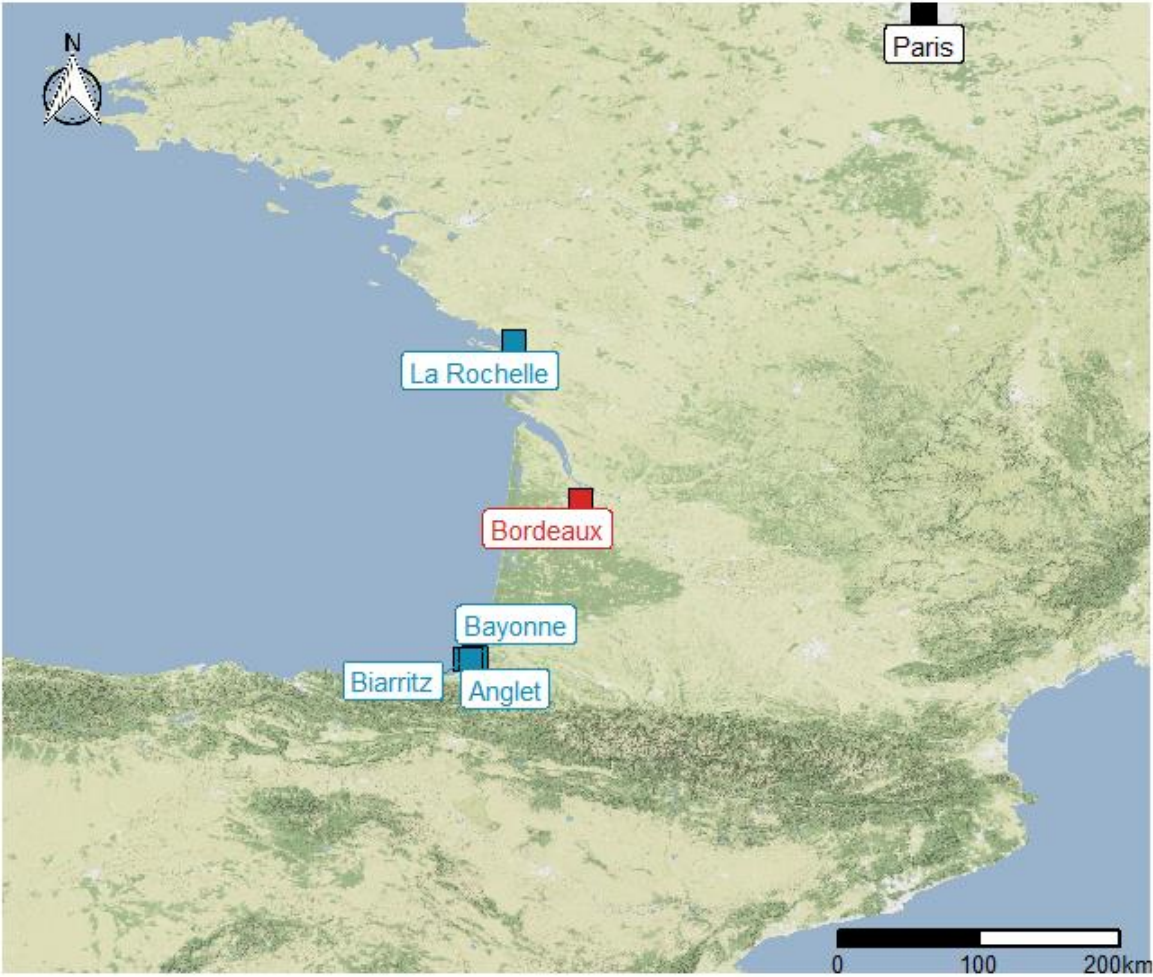 N
Paris
La Rochelle
Bordeaux
Bayonne
Biarritz
Anglet
0 100 200km